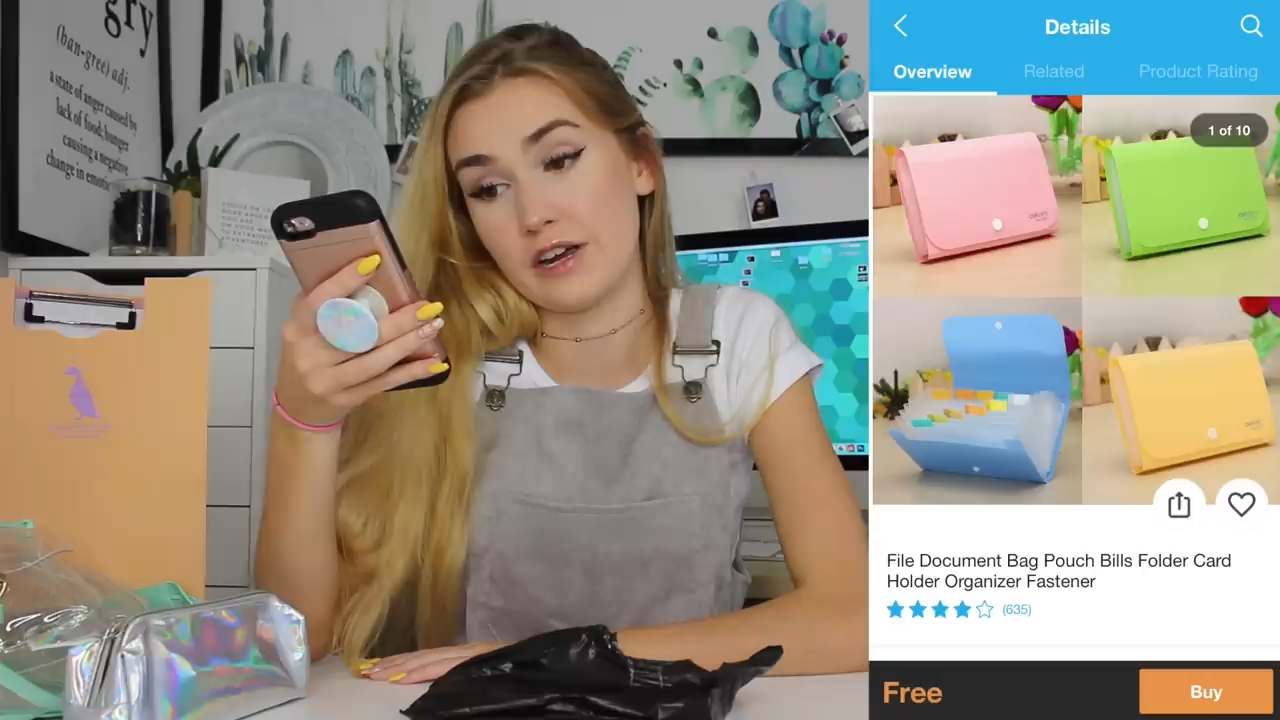 gry
(ban-gree) adj.
a state of anger caused by
lack of food; hunger
causing a negative
change in emotio
Details
Overview
Related
Product Rating
1 of 10
File Document Bag Pouch Bills Folder Card
Holder Organizer Fastener
(635)
Free
Buy